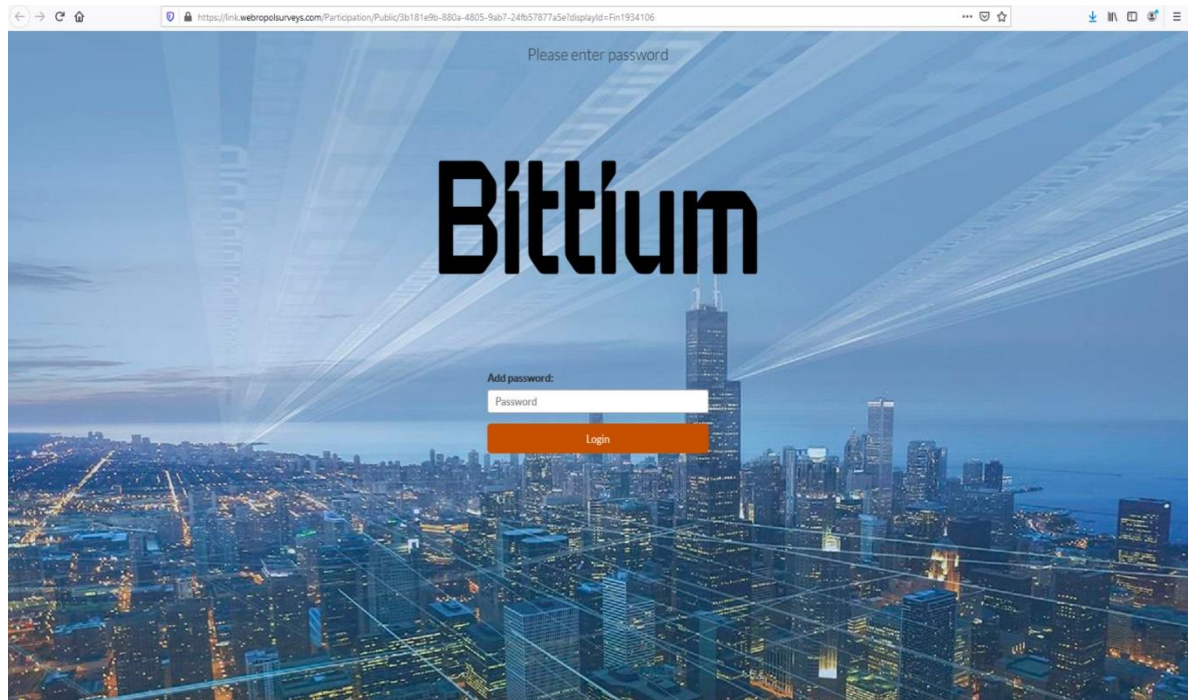 https://link.webropolsurveys.com/Participation/Public/3b181e9b-880a-4805-9ab7-24fb57877a5e?displayId=Fin1934106
Please enter password
Bittium
Add password:
Password
Login